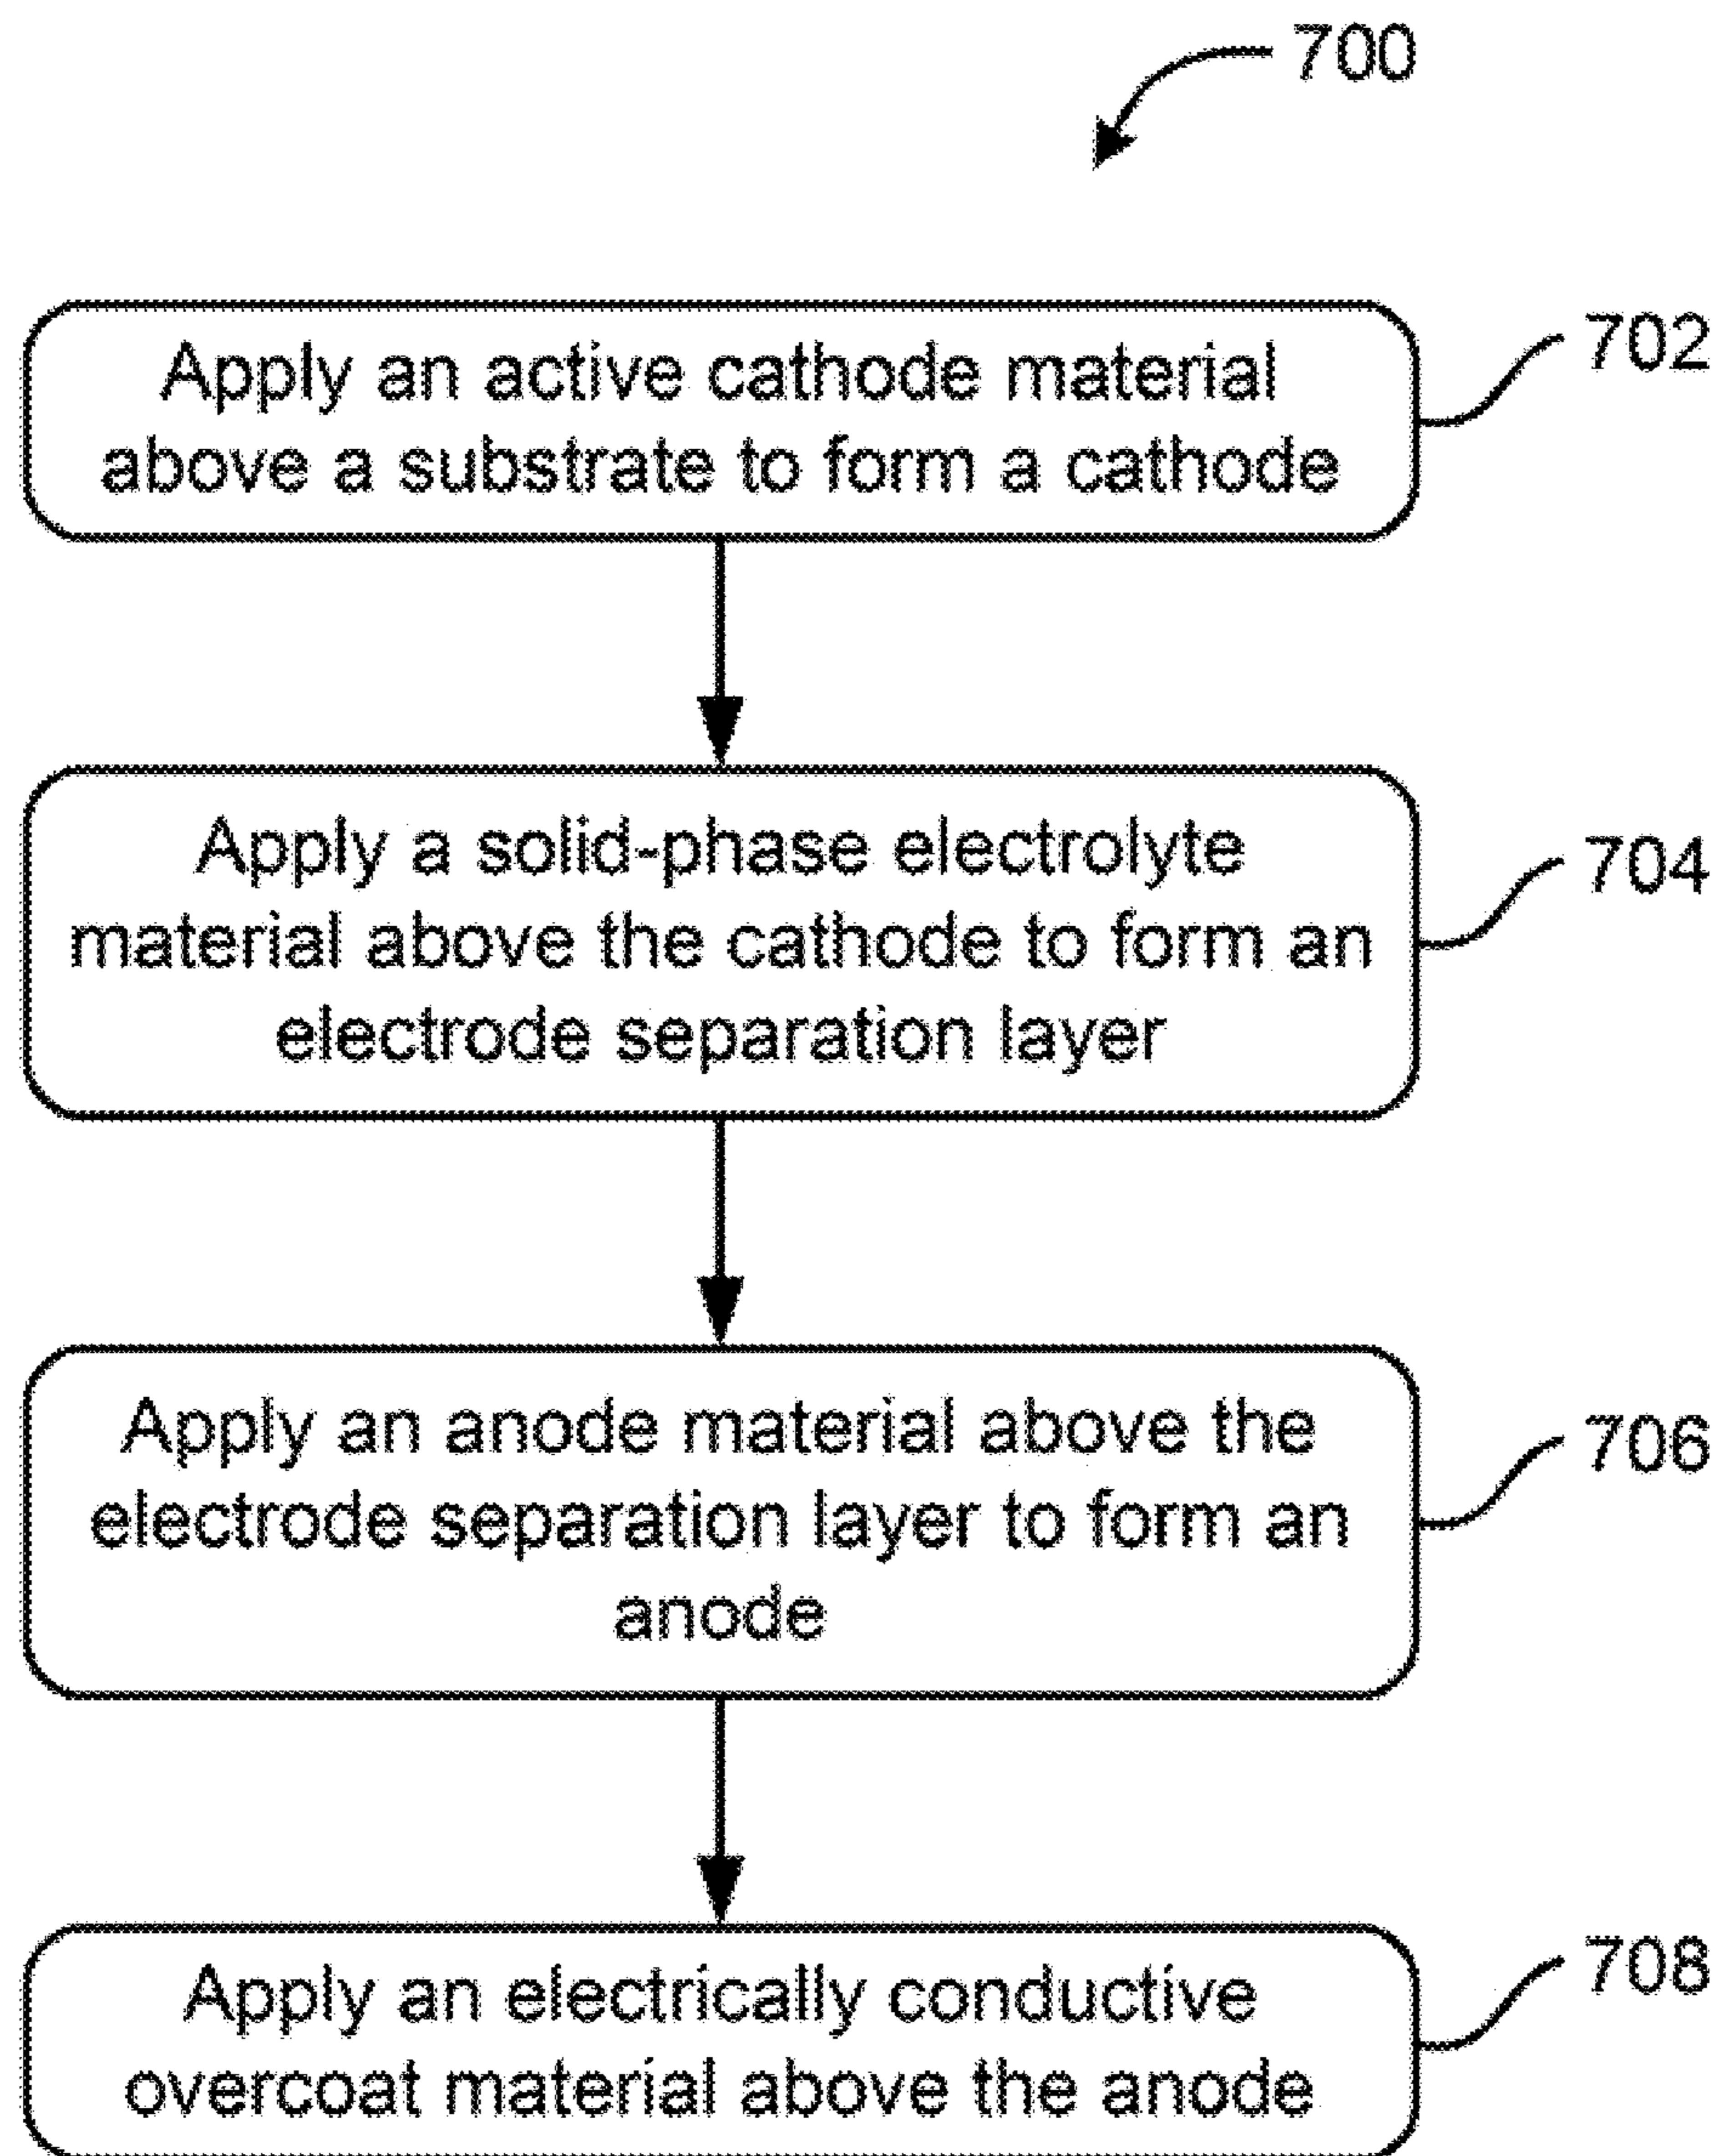 700
Apply an active cathode material
above a substrate to form a cathode
702
Apply a solid-phase electrolyte
material above the cathode to form an
electrode separation layer
704
Apply an anode material above the
electrode separation layer to form an
anode
706
Apply an electrically conductive
overcoat material above the anode
708